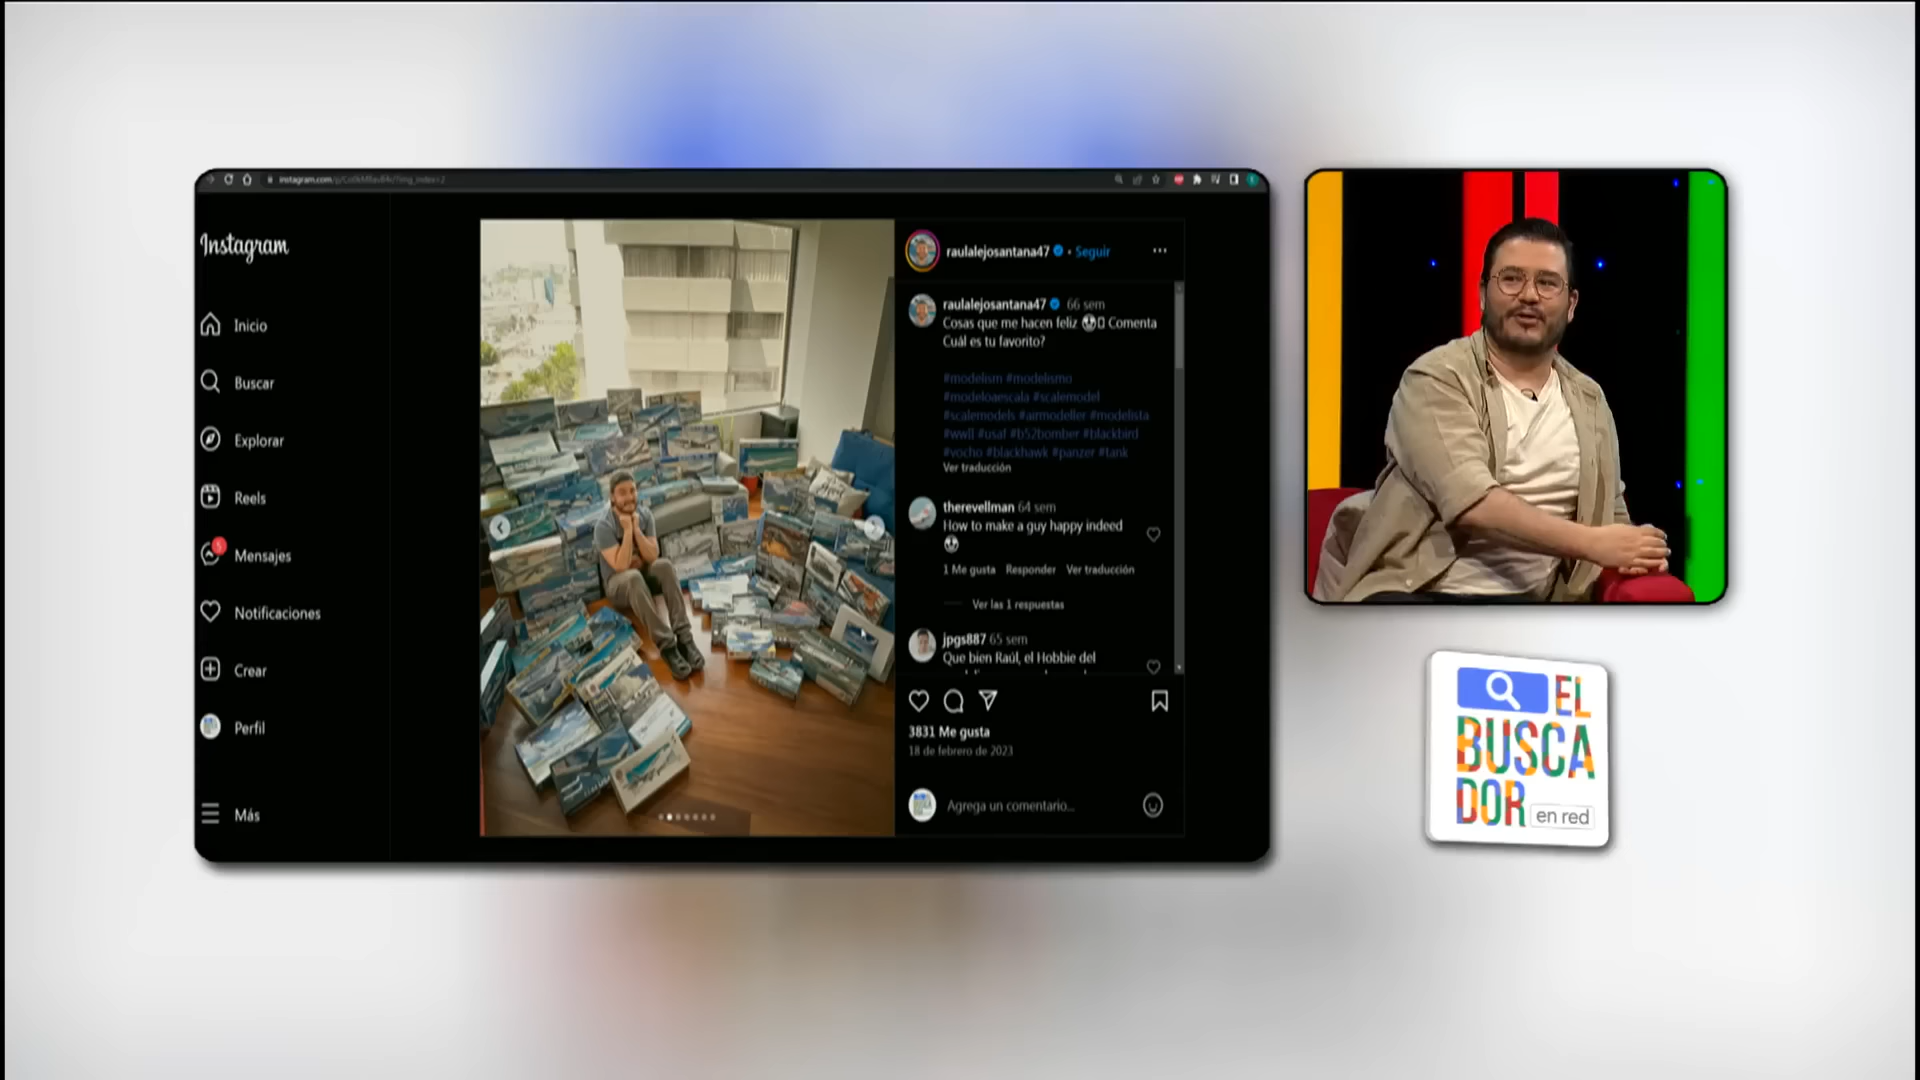 Instagram
Inicio
Buscar
Explorar
Reels
5
Mensajes
Notificaciones
Crear
Perfil
Más
raulalejosantana47 • Seguir
raulalejosantana47 66 sem
Cosas que me hacen feliz Comenta
Cuál es tu favorito?
#modelism #modelismo
#modeloaescala #scalemodel
#scalemodels #airmodeller #modelista
#wwII #usaf #b52bomber #blackbird
#vocho #blackhawk #panzer #tank
Ver traducción
therevellman 64 sem
How to make a guy happy indeed
1 Me gusta Responder Ver traducción
Ver las 1 respuestas
jpgs887 65 sem
Que bien Raúl, el Hobbie del
3831 Me gusta
18 de febrero de 2023
Agrega un comentario...
EL
BUSCA
DOR
en red